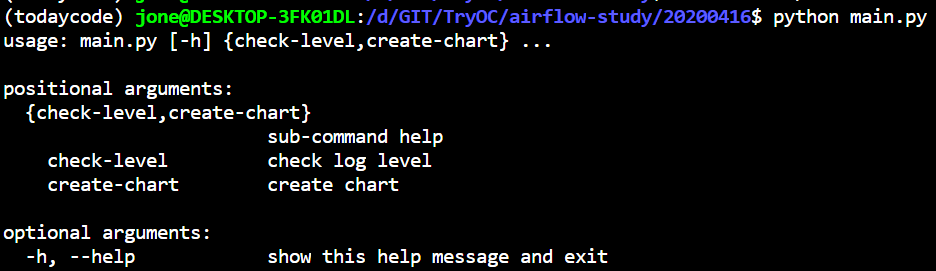 (todaycode) jone@DESKTOP-3FK01DL:/d/GIT/TryOC/airflow-study/20200416$ python main.py
usage: main.py [-h] {check-level,create-chart} ...
positional arguments:
{check-level,create-chart}
sub-command help
check-level check log level
create-chart create chart
optional arguments:
-h, --help show this help message and exit